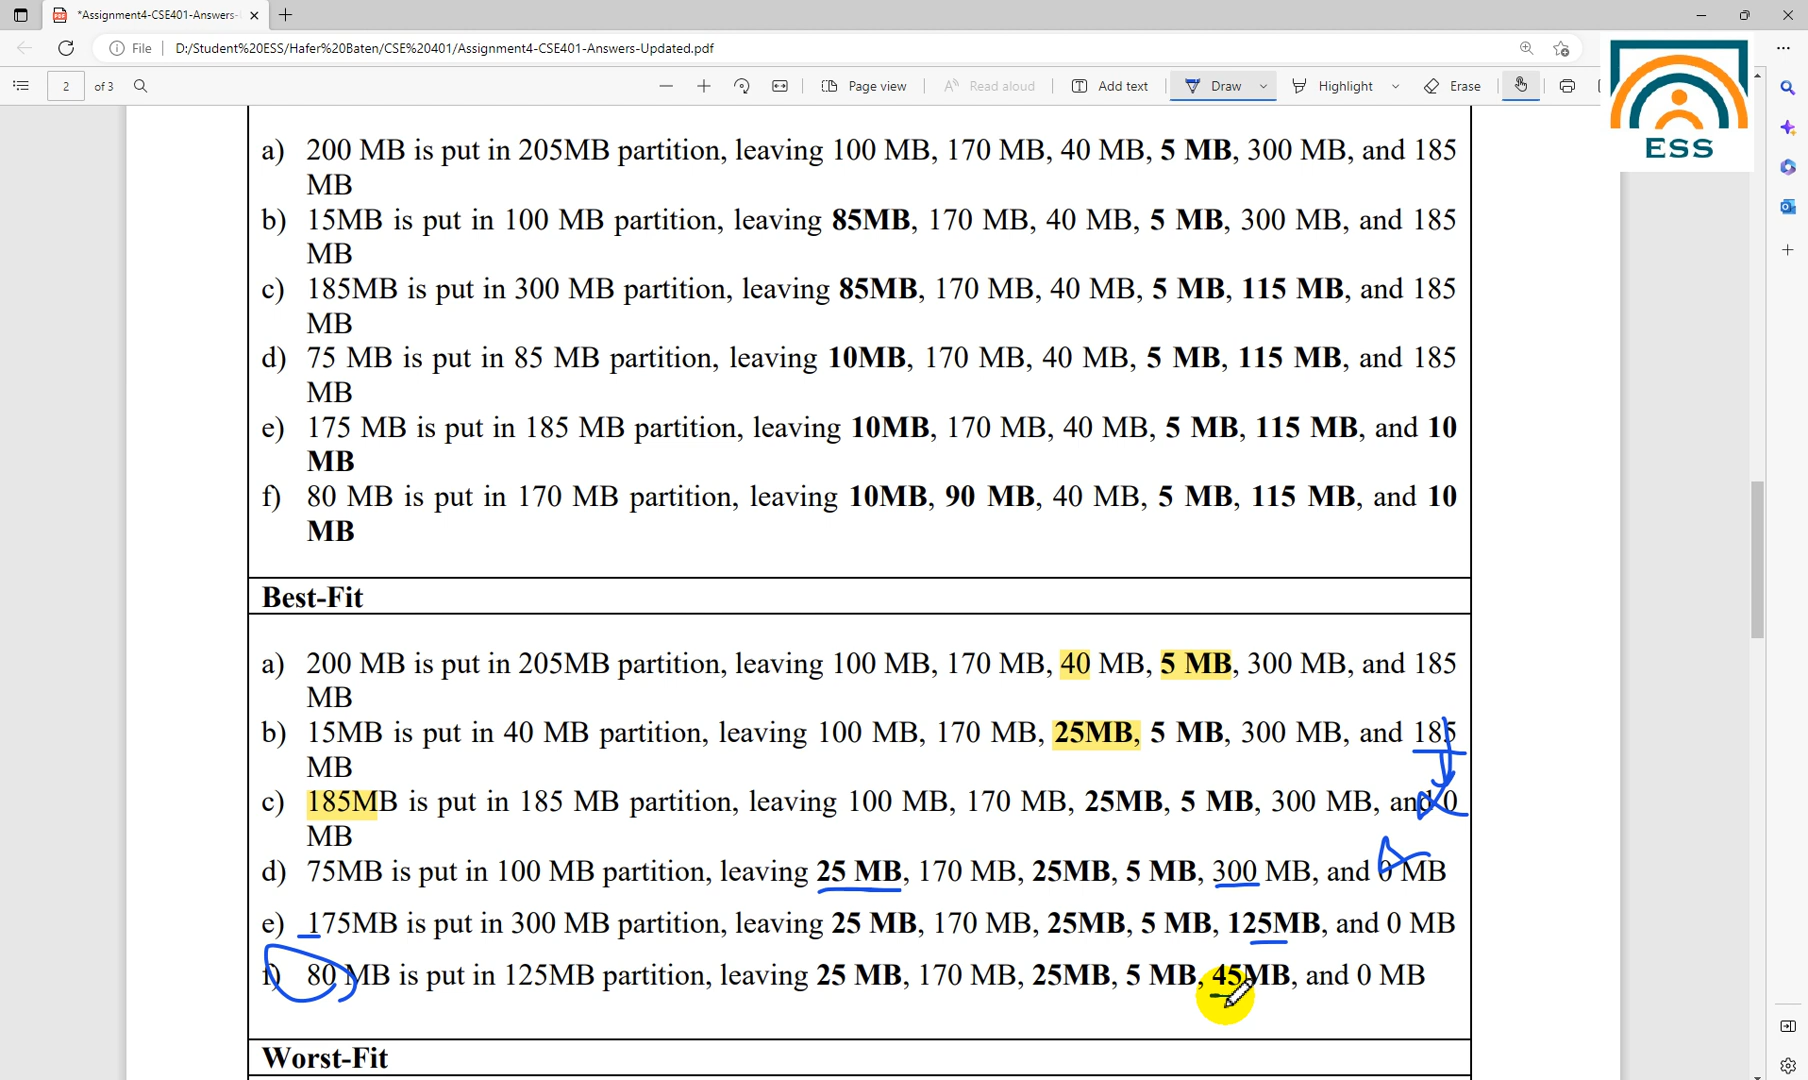 *Assignment4-CSE401-Answers-
File D:/Student%20ESS/Hafer%20Baten/CSE%20401/Assignment4-CSE401-Answers-Updated.pdf
2 of 3 Page view Read aloud Add text Draw Highlight Erase
ESS
a) 200 MB is put in 205MB partition, leaving 100 MB, 170 MB, 40 MB, 5 MB, 300 MB, and 185
MB
b) 15MB is put in 100 MB partition, leaving 85MB, 170 MB, 40 MB, 5 MB, 300 MB, and 185
MB
c) 185MB is put in 300 MB partition, leaving 85MB, 170 MB, 40 MB, 5 MB, 115 MB, and 185
MB
d) 75 MB is put in 85 MB partition, leaving 10MB, 170 MB, 40 MB, 5 MB, 115 MB, and 185
MB
e) 175 MB is put in 185 MB partition, leaving 10MB, 170 MB, 40 MB, 5 MB, 115 MB, and 10
MB
f) 80 MB is put in 170 MB partition, leaving 10MB, 90 MB, 40 MB, 5 MB, 115 MB, and 10
MB
Best-Fit
a) 200 MB is put in 205MB partition, leaving 100 MB, 170 MB, 40 MB, 5 MB, 300 MB, and 185
MB
b) 15MB is put in 40 MB partition, leaving 100 MB, 170 MB, 25MB, 5 MB, 300 MB, and 185
MB
c) 185MB is put in 185 MB partition, leaving 100 MB, 170 MB, 25MB, 5 MB, 300 MB, and 0
MB
d) 75MB is put in 100 MB partition, leaving 25 MB, 170 MB, 25MB, 5 MB, 300 MB, and 0 MB
e) 175MB is put in 300 MB partition, leaving 25 MB, 170 MB, 25MB, 5 MB, 125MB, and 0 MB
f) 80 MB is put in 125MB partition, leaving 25 MB, 170 MB, 25MB, 5 MB, 45MB, and 0 MB
Worst-Fit